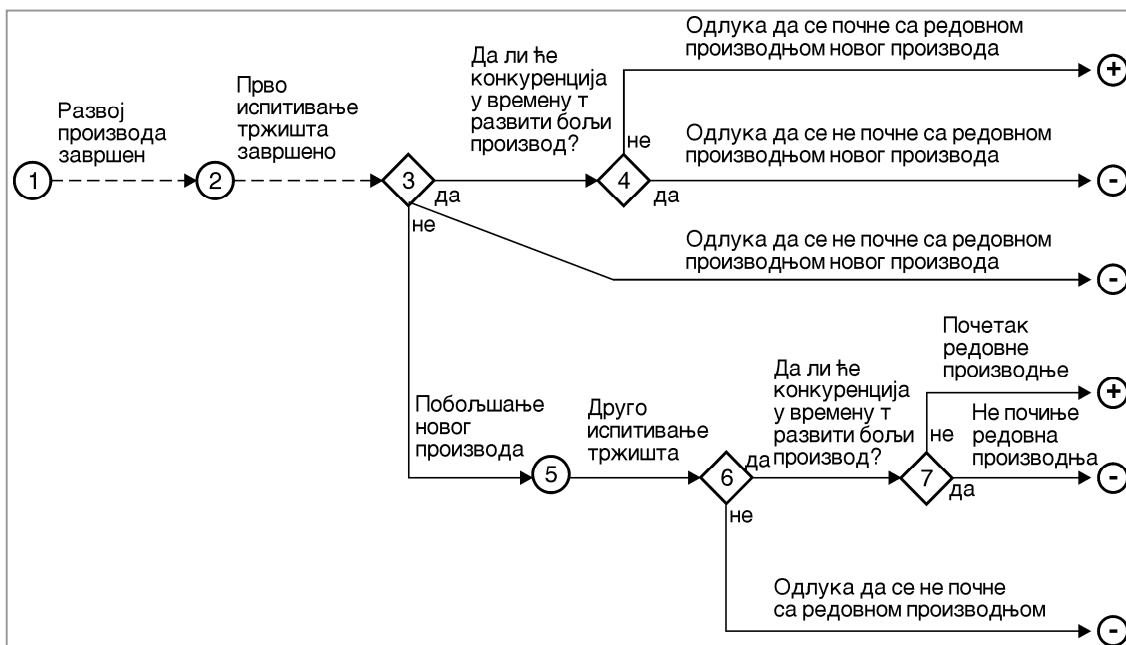 Одлука да се почне са редовном
производњом новог производа
+
Да ли ће
конкуренција
у времену т
развити бољи
производ?
не
Прво
испитивање
тржишта
завршено
Развој
производа
завршен
Одлука да се не почне са редовном
производњом новог производа
1
2
3
да
4
да
-
не
Одлука да се не почне са редовном
производњом новог производа
-
Почетак
редовне
производње
+
Да ли ће
конкуренција
у времену т
развити бољи
производ?
не
Не почиње
редовна
производња
Побољшање
новог
производа
Друго
испитивање
тржишта
5
6
да
7
да
-
не
Одлука да се не почне
са редовном производњом
-